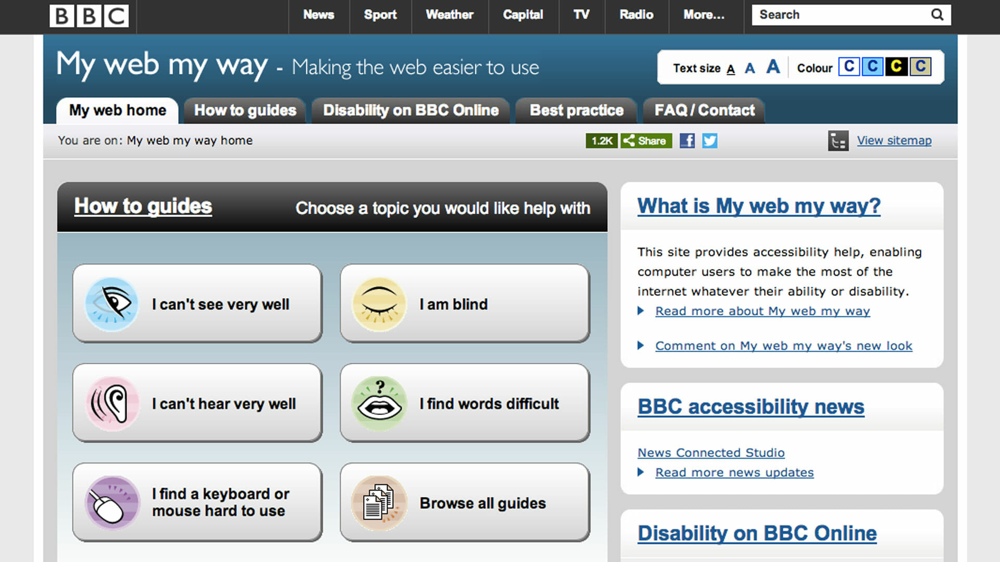 BBC
News Sport Weather Capital TV Radio More... Search
My web my way - Making the web easier to use
Text size A A A Colour C C C C
My web home How to guides Disability on BBC Online Best practice FAQ / Contact
You are on: My web my way home
1.2K Share f View sitemap
How to guides Choose a topic you would like help with
I can't see very well
I am blind
I can't hear very well
?
I find words difficult
I find a keyboard or
mouse hard to use
Browse all guides
What is My web my way?
This site provides accessibility help, enabling
computer users to make the most of the
internet whatever their ability or disability.
Read more about My web my way
Comment on My web my way's new look
BBC accessibility news
News Connected Studio
Read more news updates
Disability on BBC Online